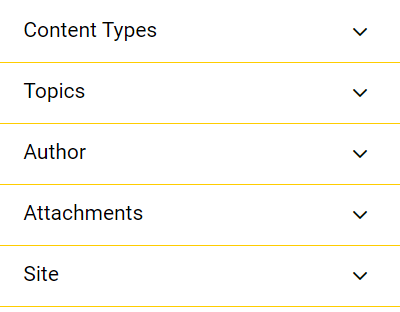 Content Types
Topics
Author
Attachments
Site